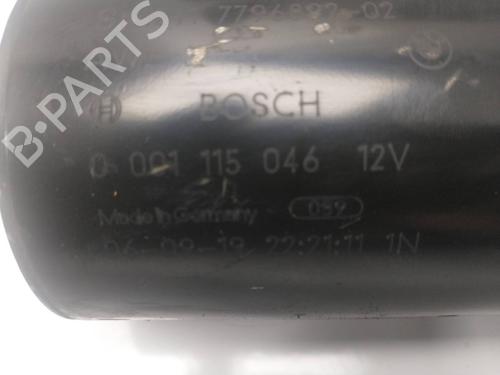 7796892-02
BOSCH
0 001 115 046 12V
Made in Germany 039
06-09-19 22:21:11 1N
B-PARTS